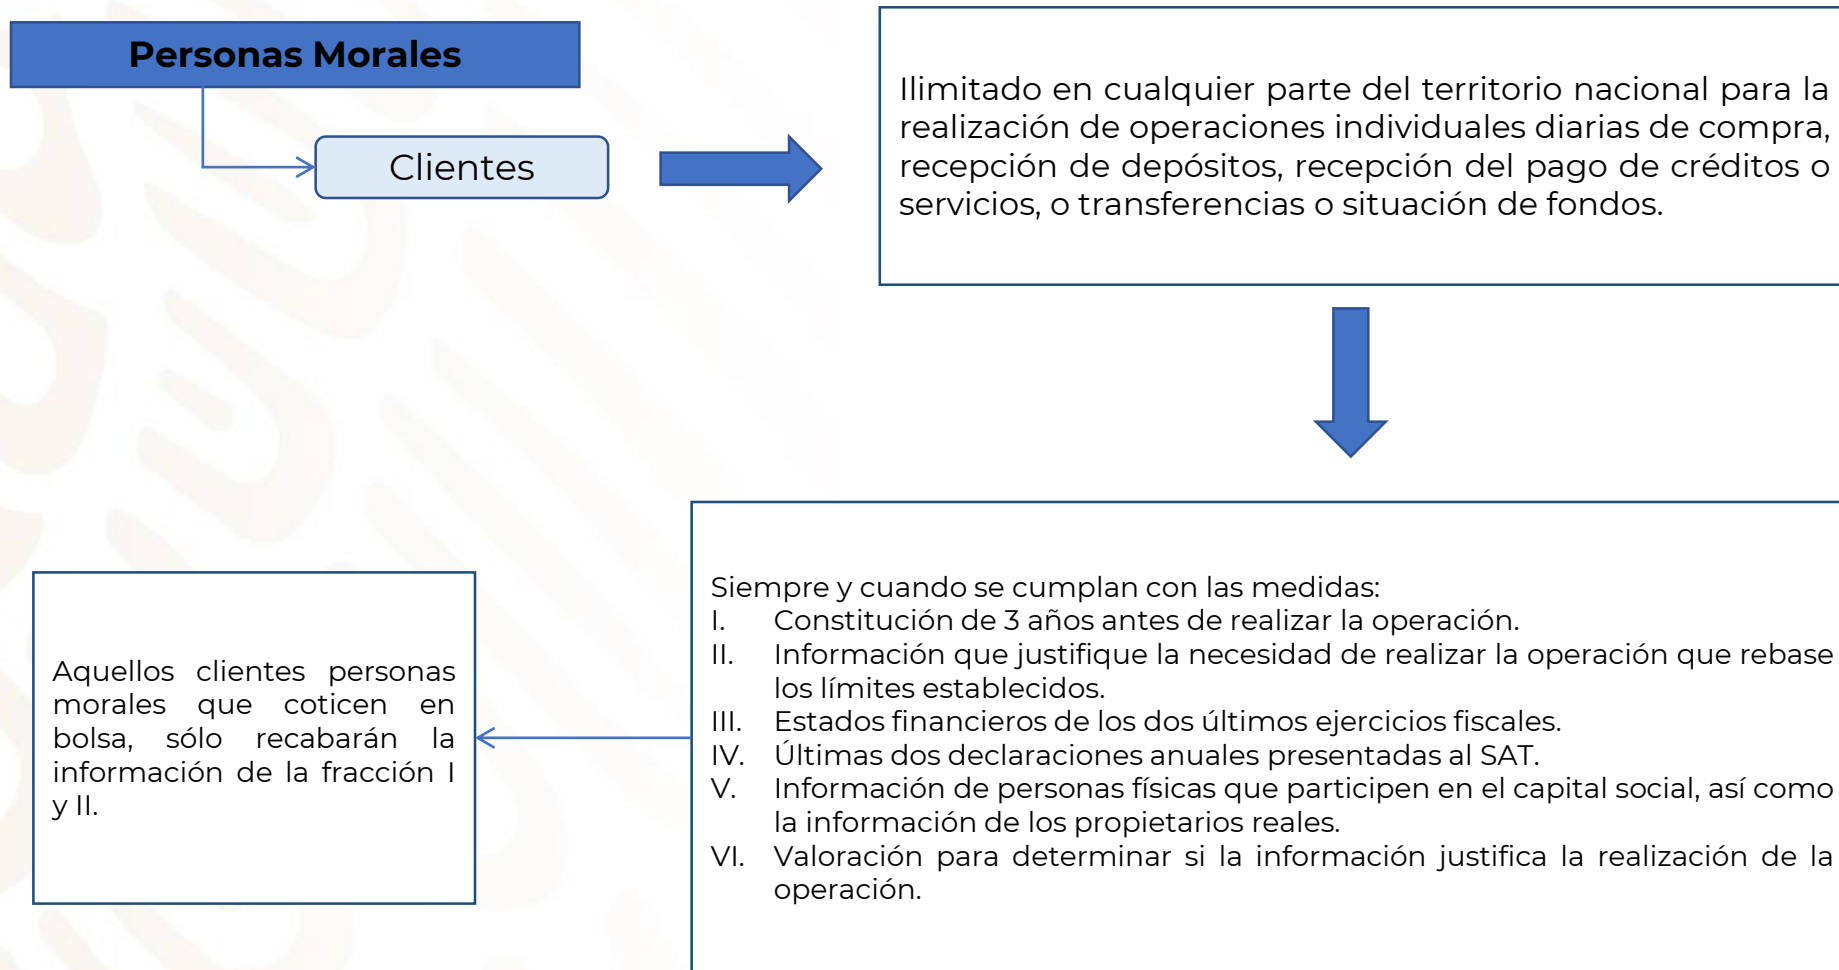 Personas Morales
Clientes
Ilimitado en cualquier parte del territorio nacional para la
realización de operaciones individuales diarias de compra,
recepción de depósitos, recepción del pago de créditos o
servicios, o transferencias o situación de fondos.
Siempre y cuando se cumplan con las medidas:
I. Constitución de 3 años antes de realizar la operación.
II. Información que justifique la necesidad de realizar la operación que rebase
los límites establecidos.
III. Estados financieros de los dos últimos ejercicios fiscales.
IV. Últimas dos declaraciones anuales presentadas al SAT.
V. Información de personas físicas que participen en el capital social, así como
la información de los propietarios reales.
VI. Valoración para determinar si la información justifica la realización de la
operación.
Aquellos clientes personas
morales que coticen en
bolsa, sólo recabarán la
información de la fracción I
y II.